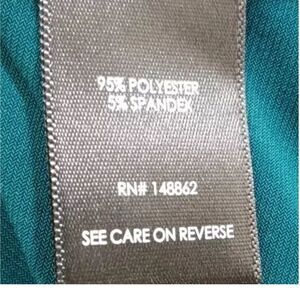 95% POLYESTER
5% SPANDEX
RN# 148862
SEE CARE ON REVERSE